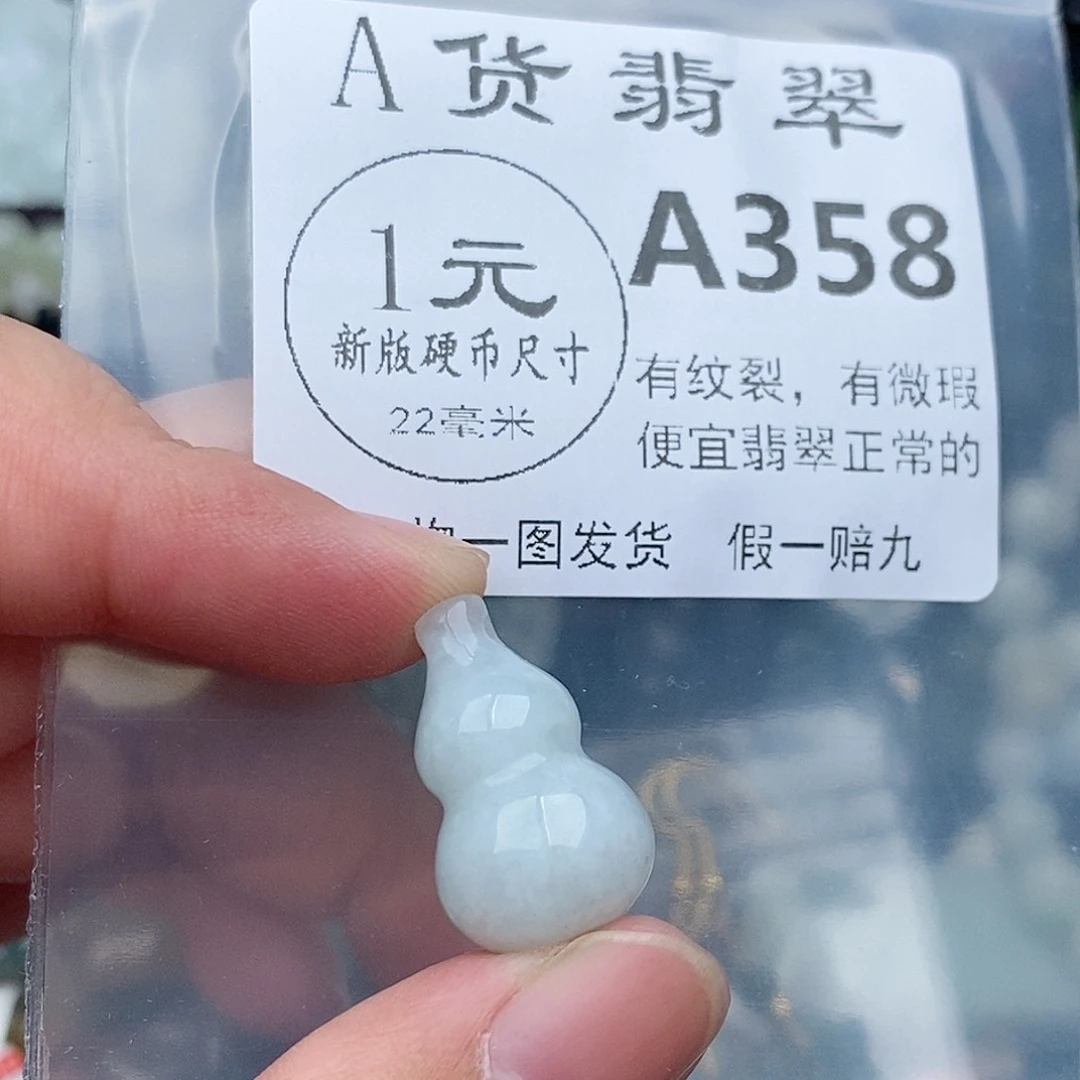 A货翡翠
1元
新版硬币尺寸
22毫米
A358
有纹裂，有微瑕
便宜翡翠正常的
一图发货 假一赔九